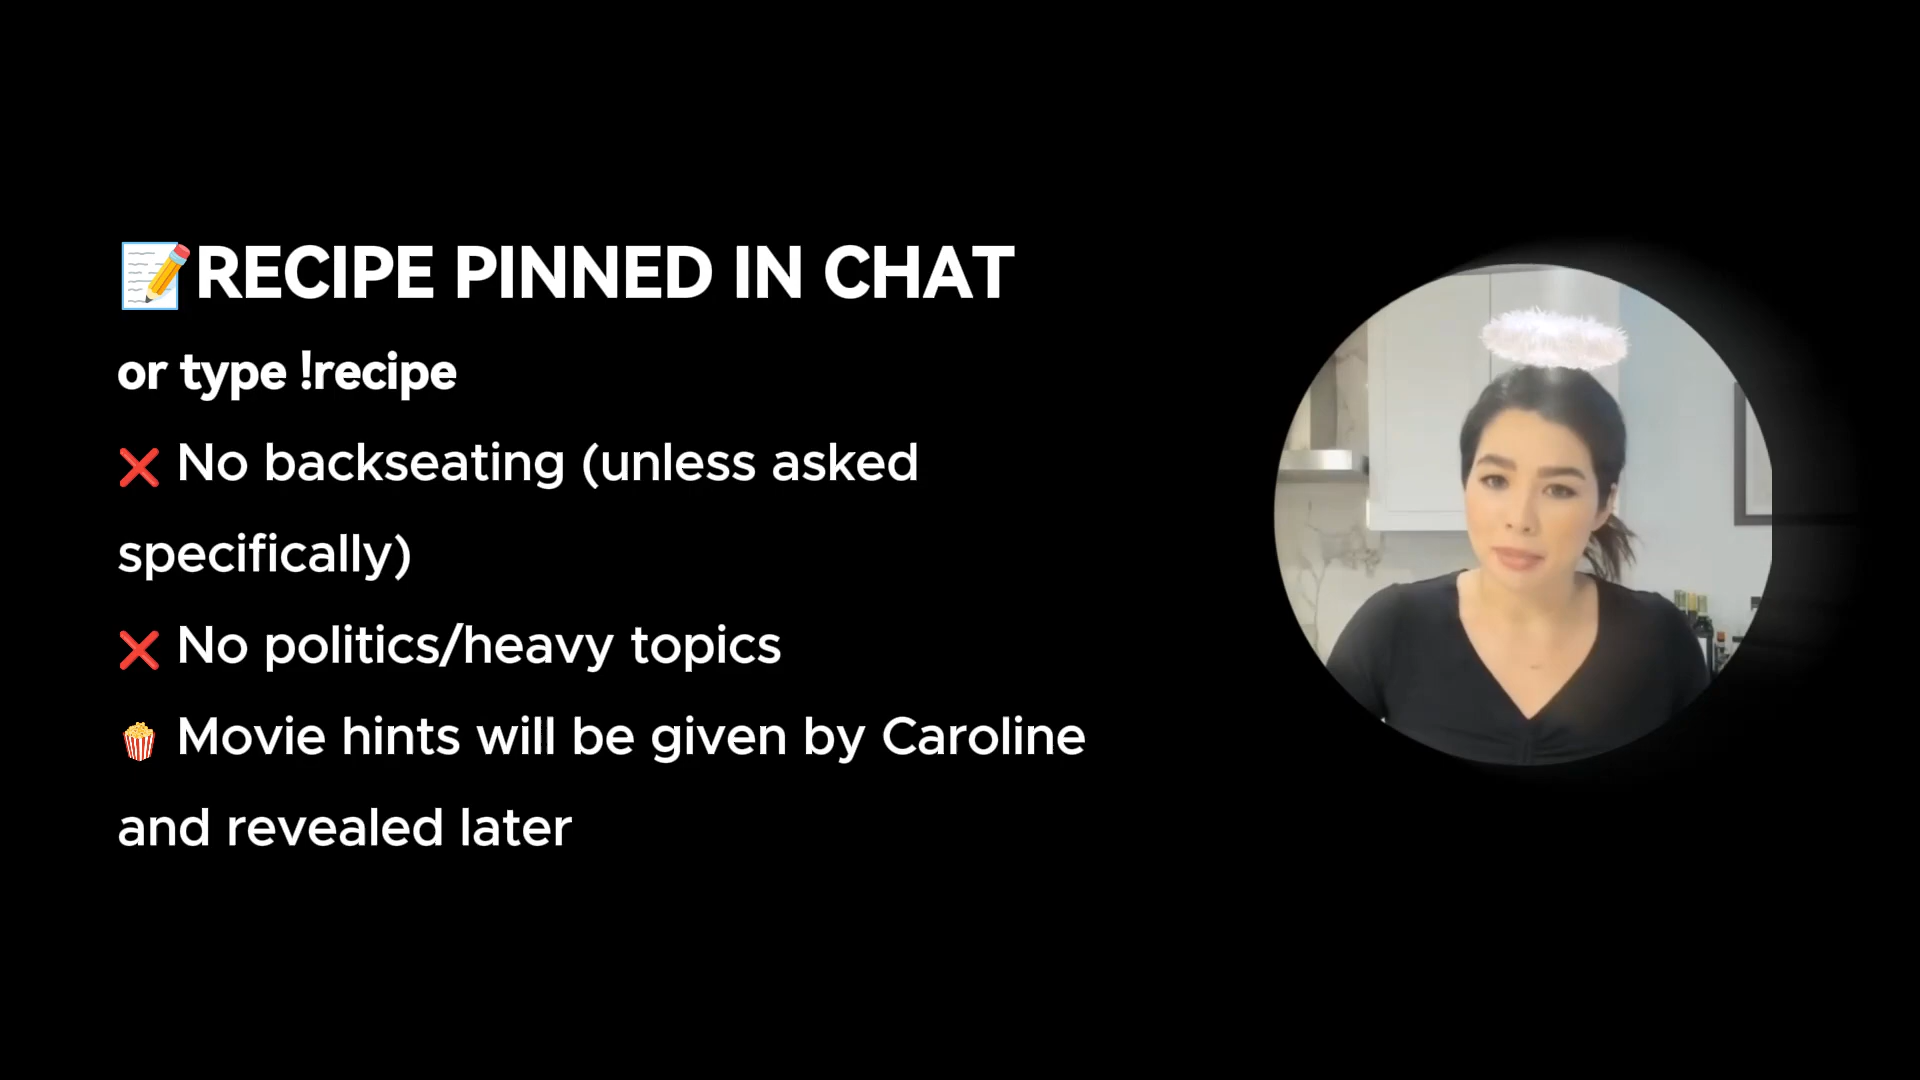 📝RECIPE PINNED IN CHAT
or type !recipe
❌ No backseating (unless asked
specifically)
❌ No politics/heavy topics
🍿 Movie hints will be given by Caroline
and revealed later